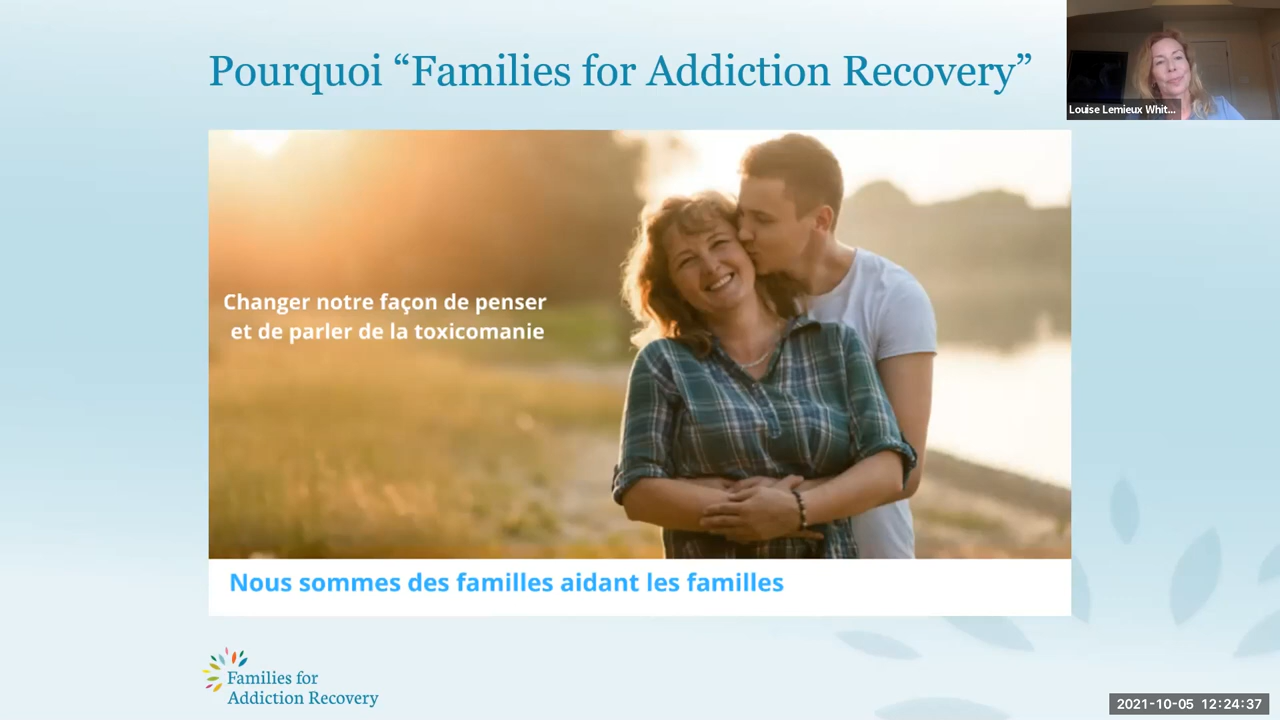 Pourquoi “Families for Addiction Recovery”
Louise Lemieux Whit...
Changer notre façon de penser
et de parler de la toxicomanie
Nous sommes des familles aidant les familles
Families for
Addiction Recovery
2021-10-05 12:24:37